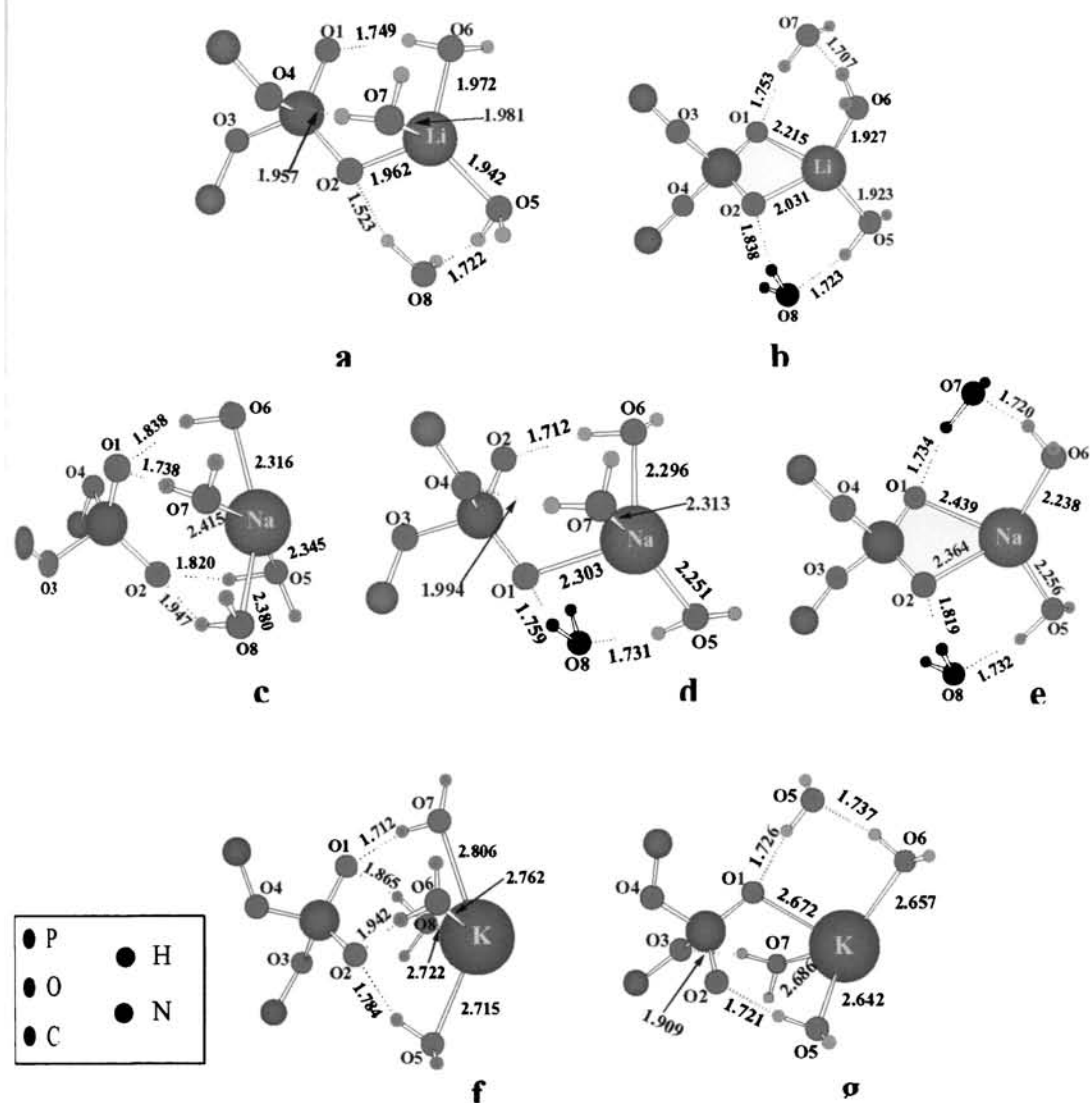 O1 1.749 O6
O4 O7 1.972
O3 Li 1.981
1.957 O2 1.962 1.942
1.523 O5
1.722
O8
a
O7
1.707
1.753 O6
O3 O1 2.215 1.927
Li
O4 O2 2.031 1.923
1.838 O5
1.723
O8
b
1.838 O6
O1
O4 1.738 2.316
O7 Na
2.415
1.820 2.345
O3 O2 O5
1.947 2.380
O8
c
O6
O2 1.712
O4 2.296
O3 O7 2.313
Na
1.994 O1 2.303 2.251
1.759
O5
O8 1.731
d
O7 1.720
1.734 O6
O4 O1 2.439 2.238
Na
O3 2.364 2.256
O2 O5
1.819
1.732
O8
e
O7
1.712
O1 2.806
1.865 O6 2.762
O4 O8 K
1.942
O3 O2 2.722
1.784 2.715
O5
f
O5 1.737
1.726 O6
O1
O4 2.672 2.657
O3 O7 K
2.686
O2 2.642
1.909 1.721
O5
g
P
H
O
N
C